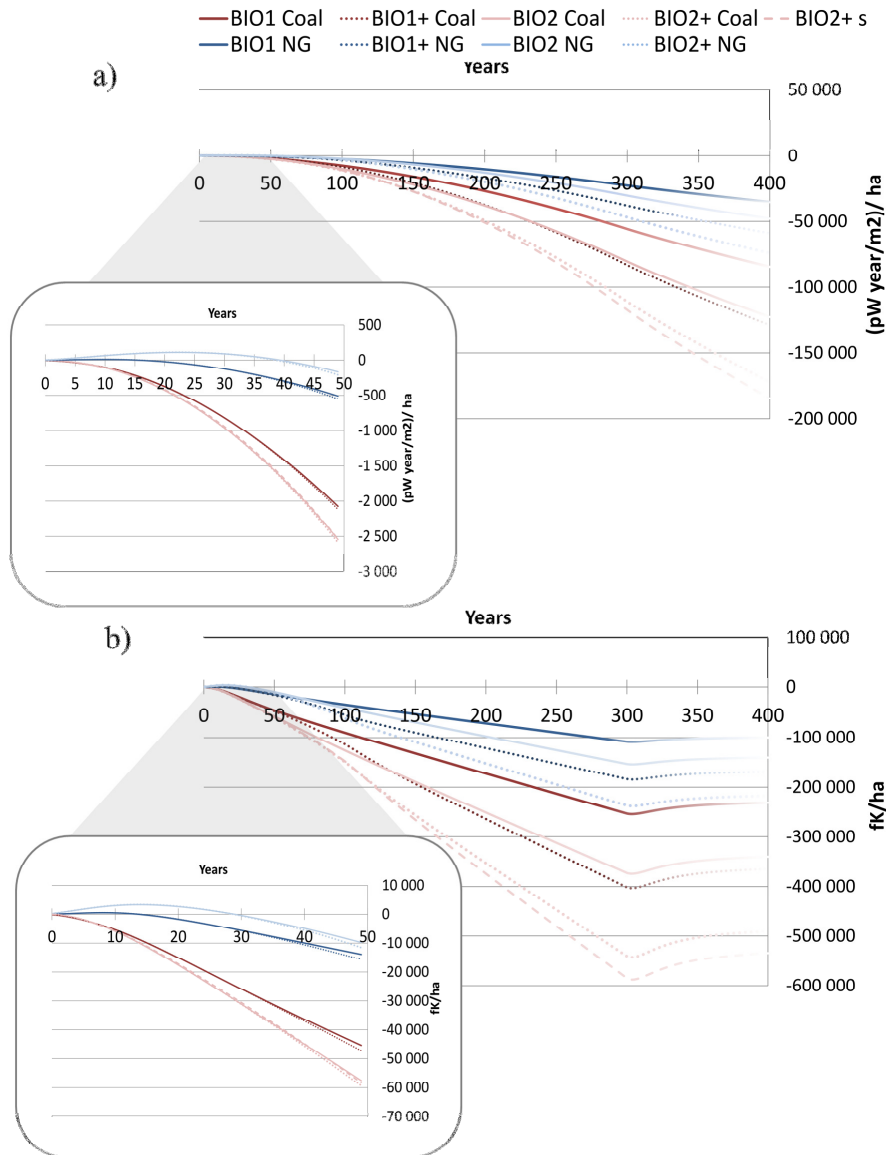 BIO1 Coal BIO1+ Coal BIO2 Coal BIO2+ Coal BIO2+ s
BIO1 NG BIO1+ NG BIO2 NG BIO2+ NG
Years
a)
50 000
0
-50 000
-100 000
-150 000
-200 000
(pW year/m2)/ ha
0 50 100 150 200 250 300 350 400
Years
500
0
-500
-1 000
-1 500
-2 000
-2 500
-3 000
(pW year/m2)/ ha
0 5 10 15 20 25 30 35 40 45 50
Years
b)
100 000
0
-100 000
-200 000
-300 000
-400 000
-500 000
-600 000
fK/ha
0 50 100 150 200 250 300 350 400
Years
10 000
0
-10 000
-20 000
-30 000
-40 000
-50 000
-60 000
-70 000
fK/ha
0 10 20 30 40 50